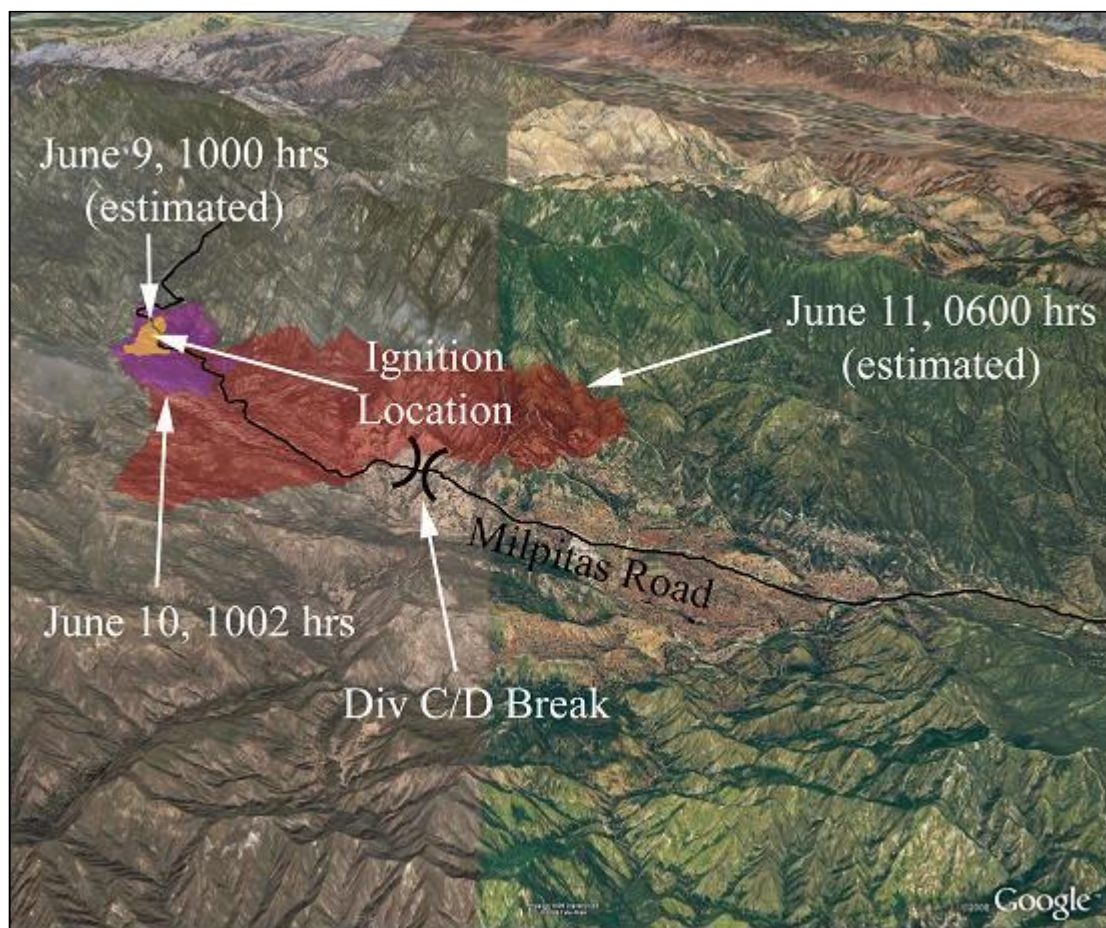 June 9, 1000 hrs
(estimated)
Ignition
Location
June 11, 0600 hrs
(estimated)
Milpitas Road
June 10, 1002 hrs
Div C/D Break
©2008 Google